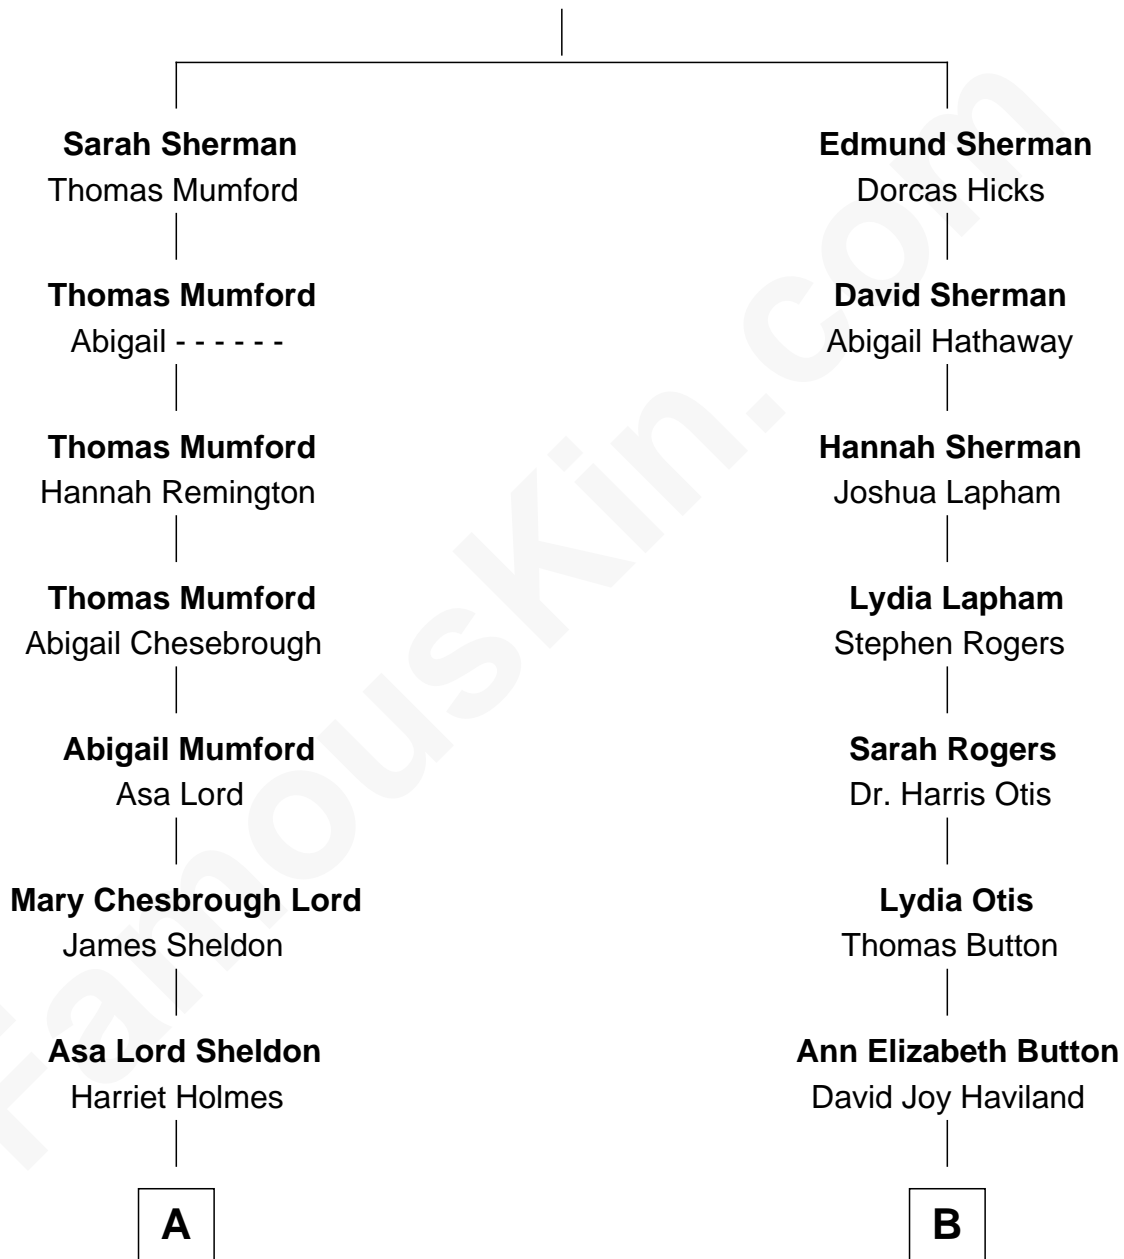 Sarah Sherman
Thomas Mumford
Thomas Mumford
Abigail - - - - - -
Thomas Mumford
Hannah Remington
Thomas Mumford
Abigail Chesebrough
Abigail Mumford
Asa Lord
Mary Chesbrough Lord
James Sheldon
Asa Lord Sheldon
Harriet Holmes
A
Edmund Sherman
Dorcas Hicks
David Sherman
Abigail Hathaway
Hannah Sherman
Joshua Lapham
Lydia Lapham
Stephen Rogers
Sarah Rogers
Dr. Harris Otis
Lydia Otis
Thomas Button
Ann Elizabeth Button
David Joy Haviland
B
FamousKin.com